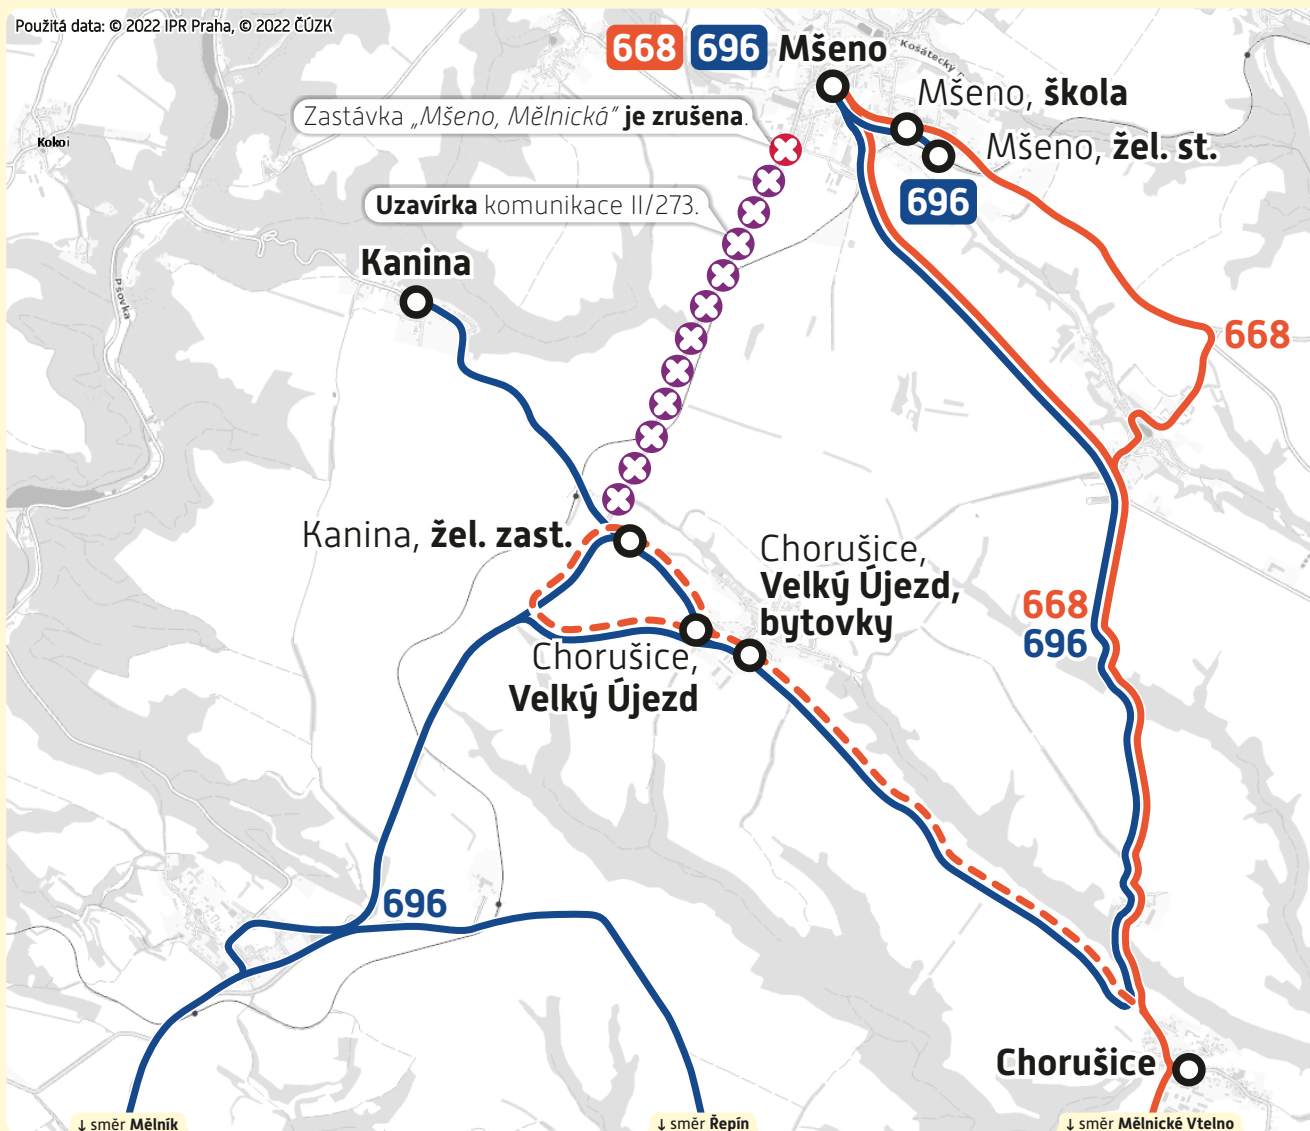 Použitá data: © 2022 IPR Praha, © 2022 ČÚZK
668 696 Mšeno
Košátecký p.
Mšeno, škola
Zastávka „Mšeno, Mělnická“ je zrušena.
Mšeno, žel. st.
696
Uzavírka komunikace II/273.
Kanina
Pšovka
668
Kanina, žel. zast.
Chorušice,
Velký Újezd,
bytovky
668
696
Chorušice,
Velký Újezd
696
Chorušice
↓ směr Mělník
↓ směr Řepín
↓ směr Mělnické Vtelno